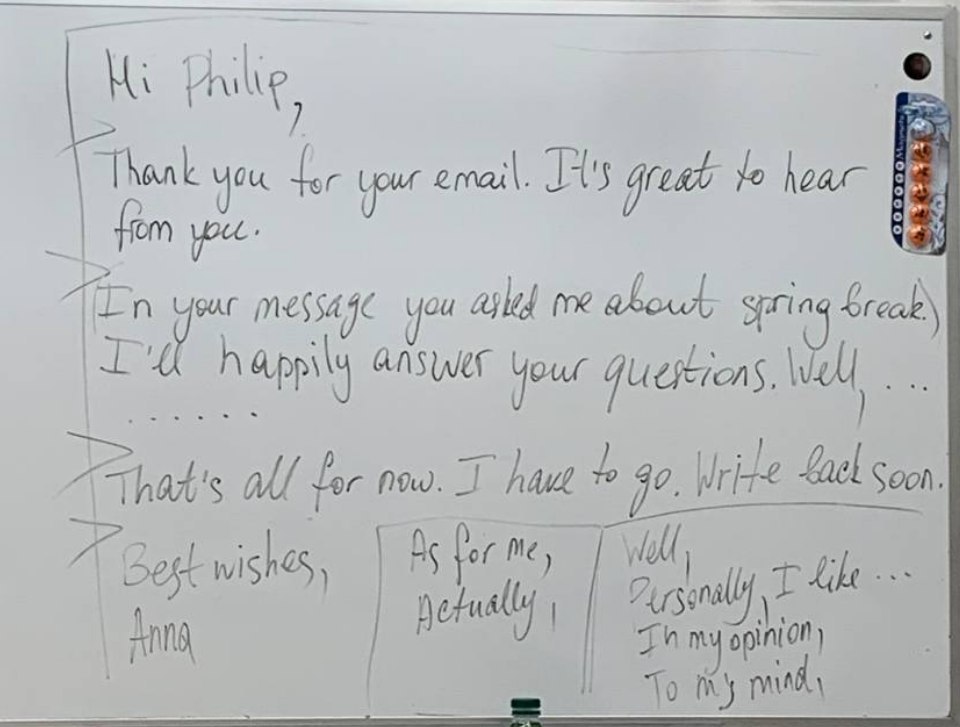 Hi Philip,
Thank you for your email. It's great to hear
from you.
(In your message you asked me about spring break.)
I'll happily answer your questions. Well, ....
......
That's all for now. I have to go. Write back soon.
Best wishes,
Anna
As for me,
Actually,
Well,
Personally, I like ...
In my opinion,
To my mind,